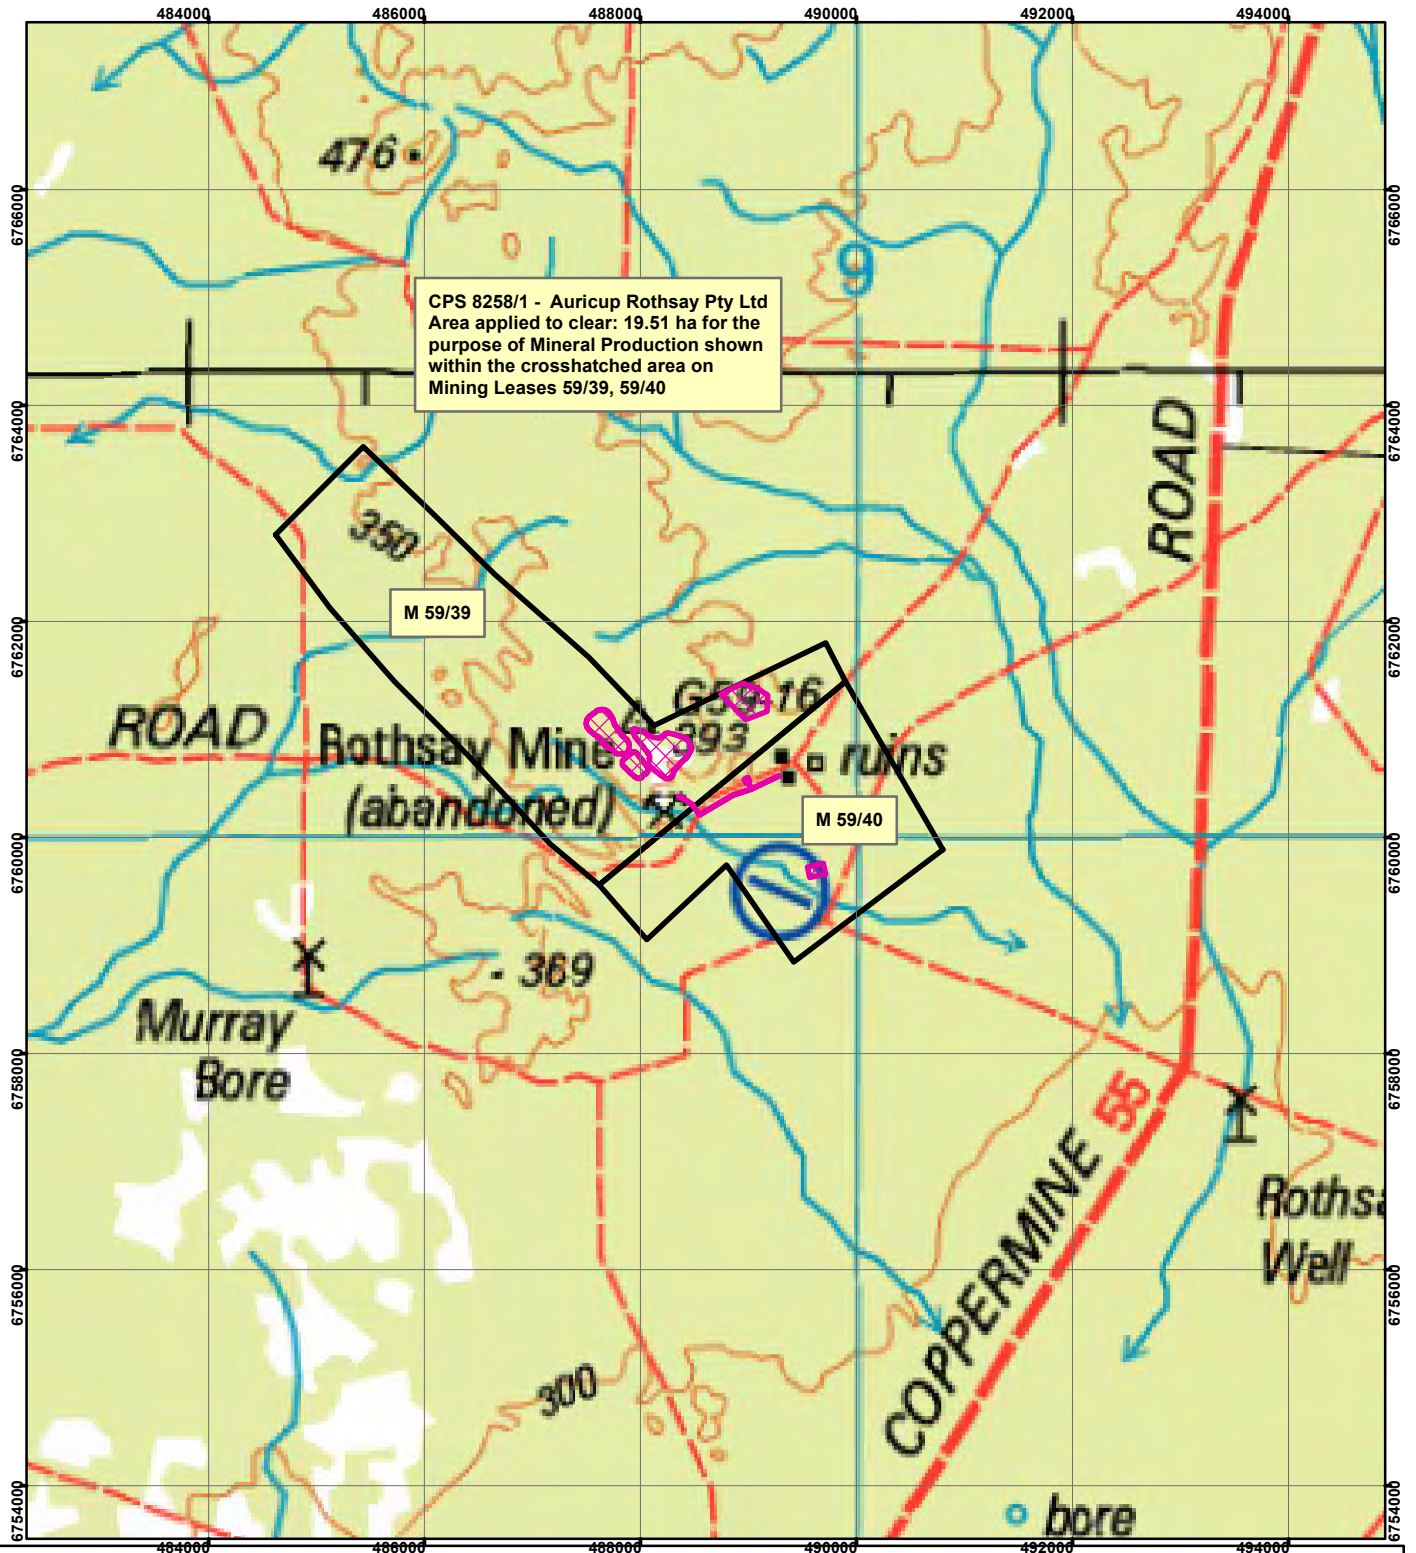 484000 486000 488000 490000 492000 494000
476
6766000 6766000
9
CPS 8258/1 - Auricup Rothsay Pty Ltd
Area applied to clear: 19.51 ha for the
purpose of Mineral Production shown
within the crosshatched area on
Mining Leases 59/39, 59/40
6764000 6764000
ROAD
350
M 59/39
6762000 6762000
G59 16
ROAD
393
Rothsay Mine
ruins
(abandoned)
M 59/40
6760000 6760000
369
Murray
Bore
6758000 6758000
COPPERMINE 55
Rothsa
Well
6756000 6756000
300
6754000 6754000
bore
484000 486000 488000 490000 492000 494000